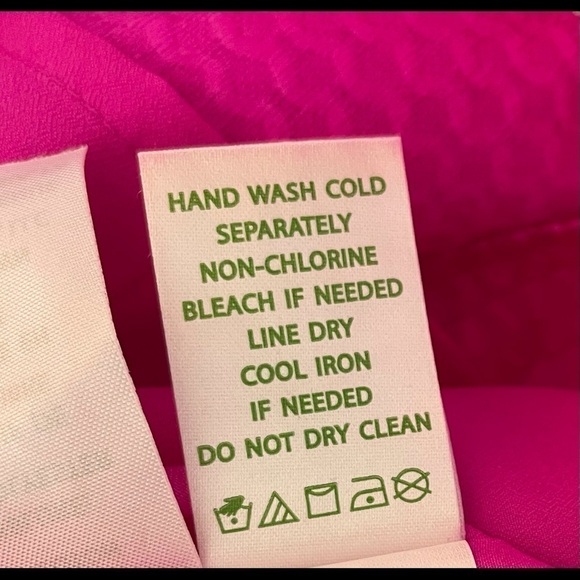 HAND WASH COLD
SEPARATELY
NON-CHLORINE
BLEACH IF NEEDED
LINE DRY
COOL IRON
IF NEEDED
DO NOT DRY CLEAN